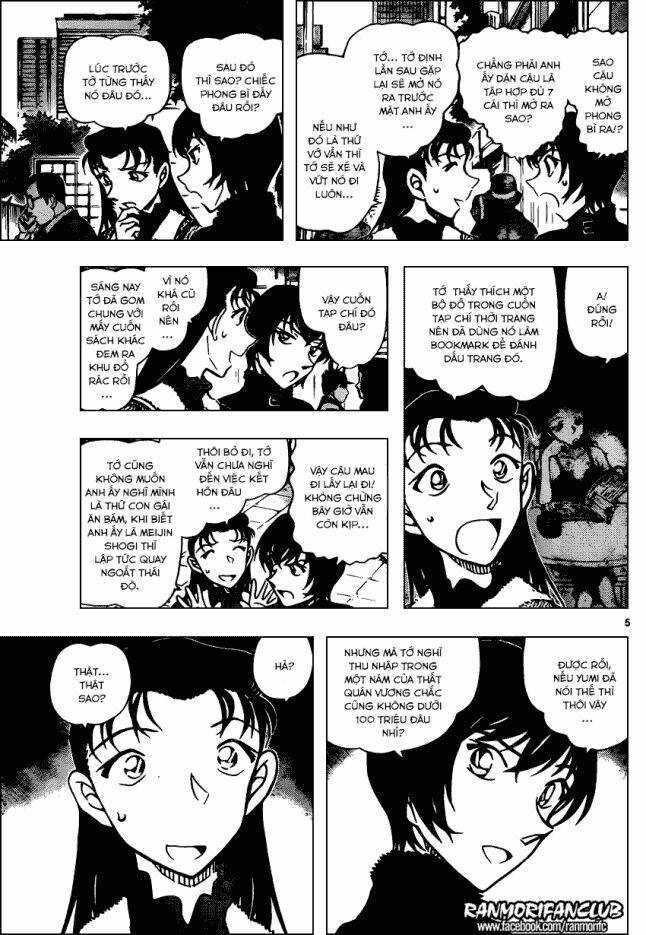 SAO
CẬU
KHÔNG
MỞ
PHONG
BÌ RA/?
CHẲNG PHẢI ANH
ẤY DẶN CẬU LÀ
TẬP HỢP ĐỦ 7
CÁI THÌ MỞ RA
SAO?
TỚ... TỚ ĐỊNH
LẦN SAU GẶP
LẠI SẼ MỞ NÓ
RA TRƯỚC
MẶT ANH ẤY
...
NẾU NHƯ
ĐÓ LÀ THỨ
VỚ VẨN THÌ
TỚ SẼ XÉ VÀ
VỨT NÓ ĐI
LUÔN...
SAU ĐÓ
THÌ SAO? CHIẾC
PHONG BÌ ĐẤY
ĐÂU RỒI?
LÚC TRƯỚC
TỚ TỪNG THẤY
NÓ ĐÂU ĐÓ...
A/
ĐÚNG
RỒI/
TỚ THẤY THÍCH MỘT
BỘ ĐỒ TRONG CUỐN
TẠP CHÍ THỜI TRANG
NÊN ĐÃ DÙNG NÓ LÀM
BOOKMARK ĐỂ ĐÁNH
DẤU TRANG ĐÓ.
VẬY CUỐN
TẠP CHÍ ĐÓ
ĐÂU?
VÌ NÓ
KHÁ CŨ
RỒI
NÊN ...
SÁNG NAY
TỚ ĐÃ GOM
CHUNG VỚI
MẤY CUỐN
SÁCH KHÁC
ĐEM RA
KHU ĐỔ
RÁC RỒI
...
VẬY CẬU MAU
ĐI LẤY LẠI ĐI/
KHÔNG CHỪNG
BÂY GIỜ VẪN
CÒN KỊP...
THÔI BỎ ĐI, TỚ
VẪN CHƯA NGHĨ
ĐẾN VIỆC KẾT
HÔN ĐÂU
...
TỚ CŨNG
KHÔNG MUỐN
ANH ẤY NGHĨ MÌNH
LÀ THỨ CON GÁI
ĂN BÁM, KHI BIẾT
ANH ẤY LÀ MEIJIN
SHOGI THÌ
LẬP TỨC QUAY
NGOẮT THÁI
ĐỘ.
5
ĐƯỢC RỒI,
NẾU YUMI ĐÃ
NÓI THẾ THÌ
THÔI VẬY
...
NHƯNG MÀ TỚ NGHĨ
THU NHẬP TRONG
MỘT NĂM CỦA THẤT
QUÁN VƯƠNG CHẮC
CŨNG KHÔNG DƯỚI
100 TRIỆU ĐÂU
NHỈ?
HẢ?
THẬT...
THẬT
SAO?
RANMORIFANCLUB
www.facebook.com/ranmorifc